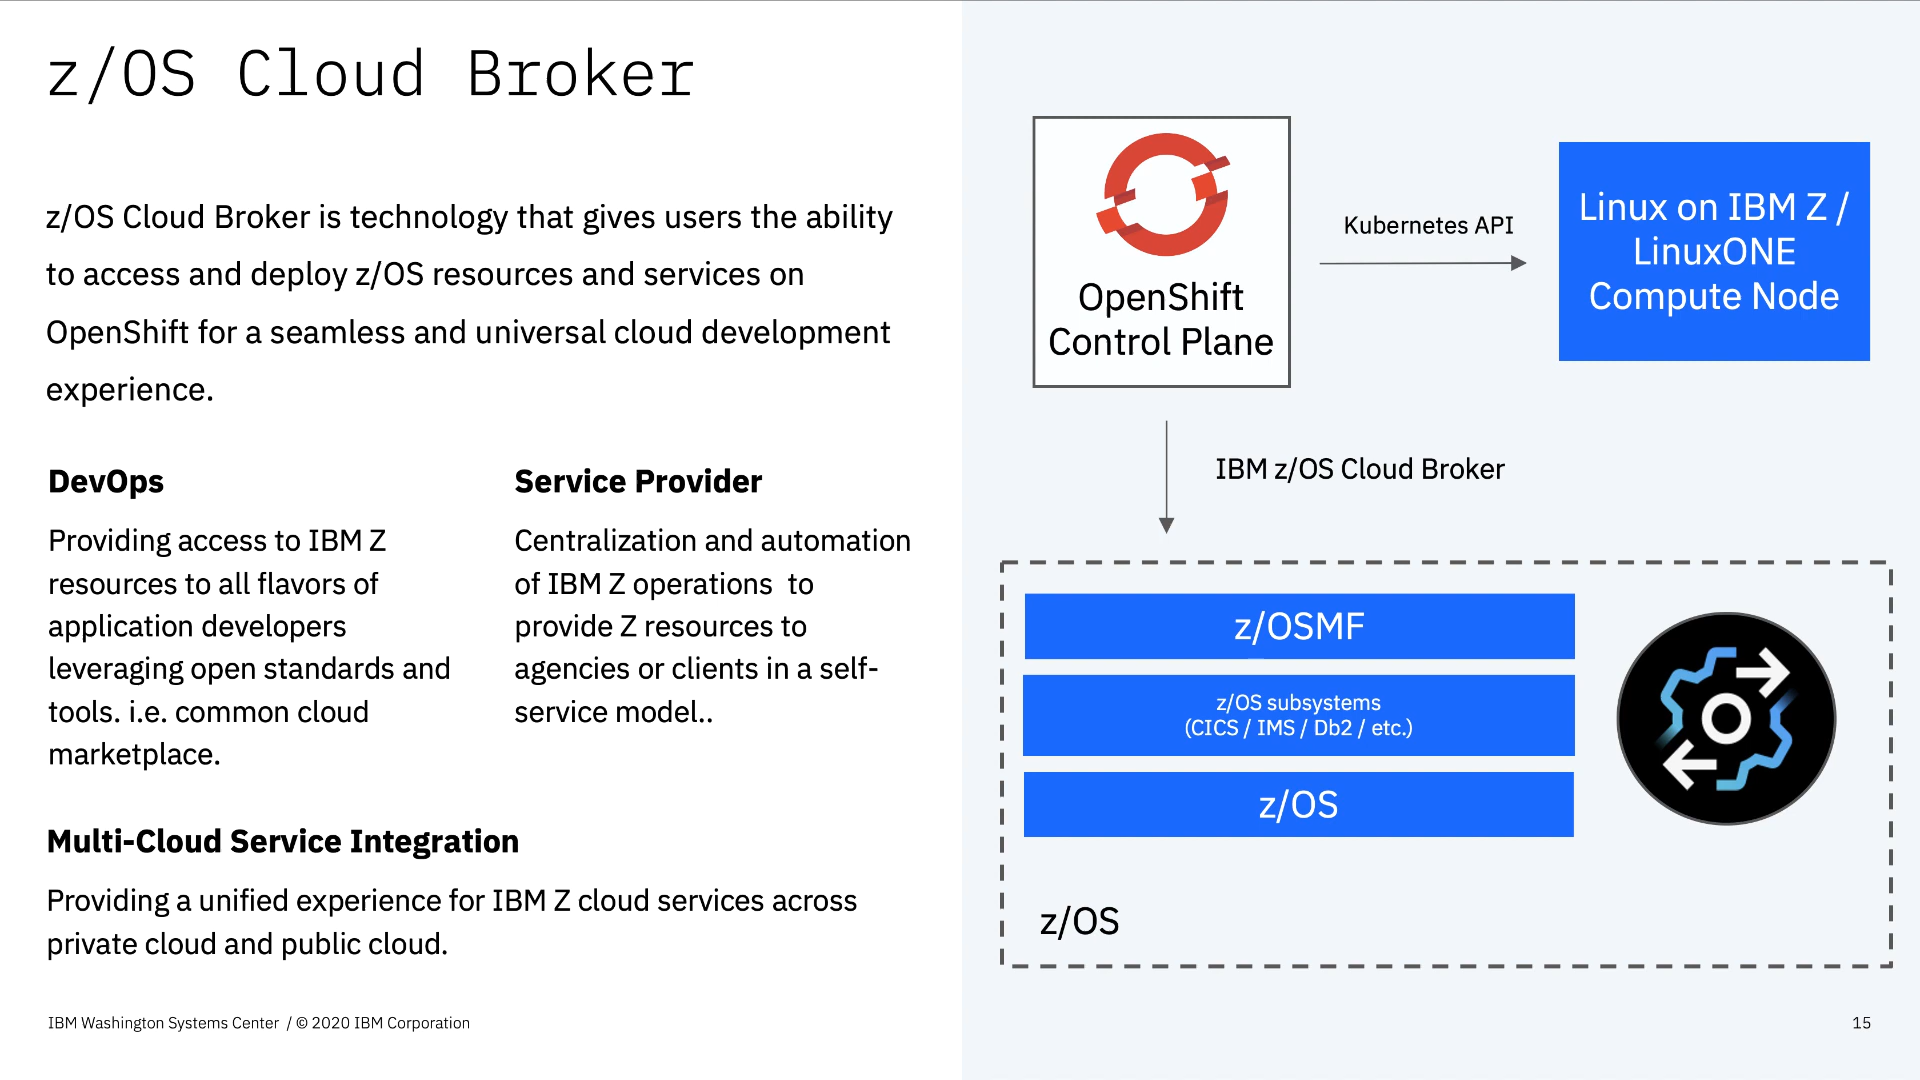 z/OS Cloud Broker
z/OS Cloud Broker is technology that gives users the ability
to access and deploy z/OS resources and services on
OpenShift for a seamless and universal cloud development
experience.
DevOps
Providing access to IBM Z
resources to all flavors of
application developers
leveraging open standards and
tools. i.e. common cloud
marketplace.
Service Provider
Centralization and automation
of IBM Z operations  to
provide Z resources to
agencies or clients in a self-
service model..
Multi-Cloud Service Integration
Providing a unified experience for IBM Z cloud services across
private cloud and public cloud.
OpenShift
Control Plane
Kubernetes API
Linux on IBM Z /
LinuxONE
Compute Node
IBM z/OS Cloud Broker
z/OSMF
z/OS subsystems
(CICS / IMS / Db2 / etc.)
z/OS
z/OS
IBM Washington Systems Center  / © 2020 IBM Corporation
15